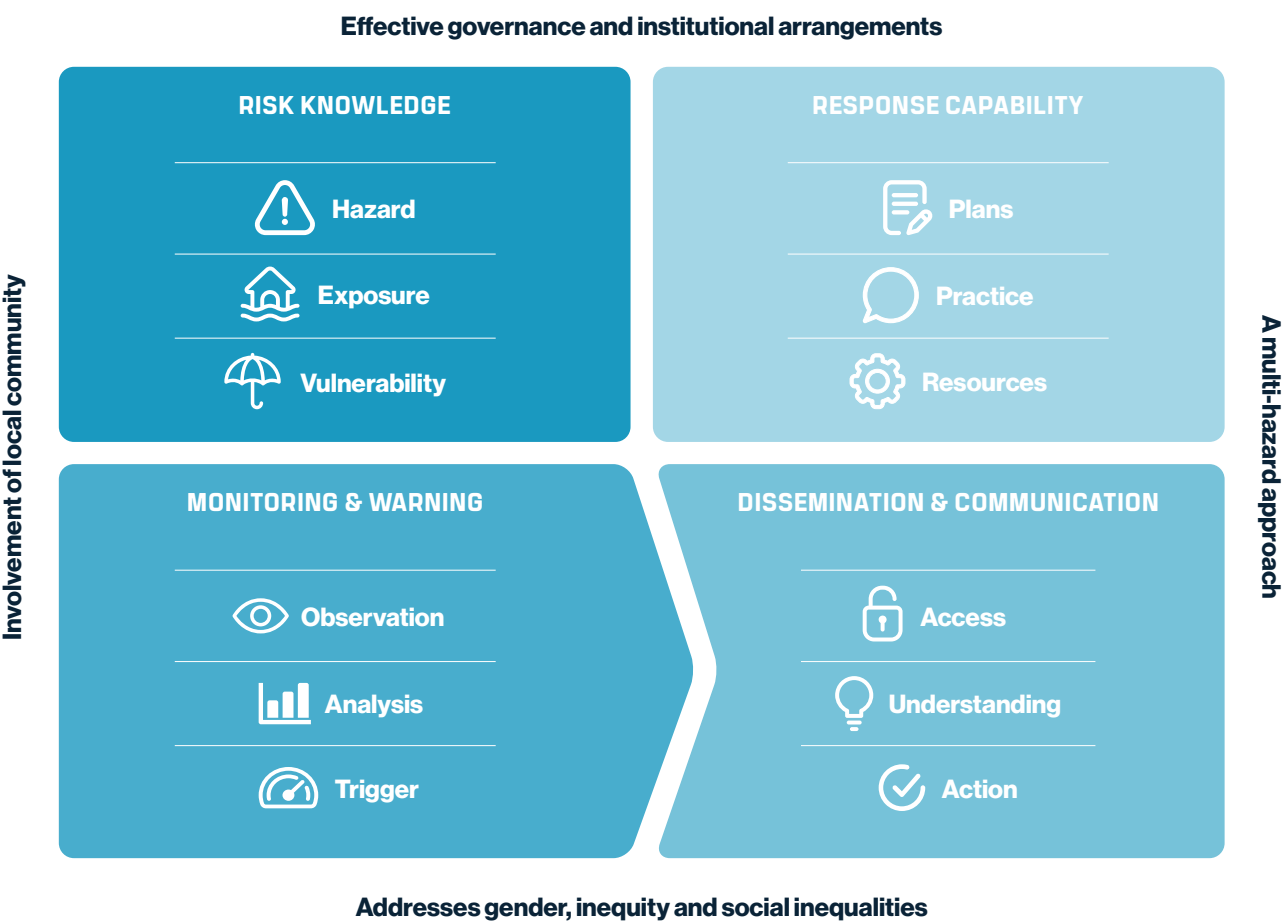 Effective governance and institutional arrangements
RISK KNOWLEDGE
Hazard
Exposure
Vulnerability
RESPONSE CAPABILITY
Plans
Practice
Resources
Involvement of local community
A multi-hazard approach
MONITORING & WARNING
Observation
Analysis
Trigger
DISSEMINATION & COMMUNICATION
Access
Understanding
Action
Addresses gender, inequity and social inequalities